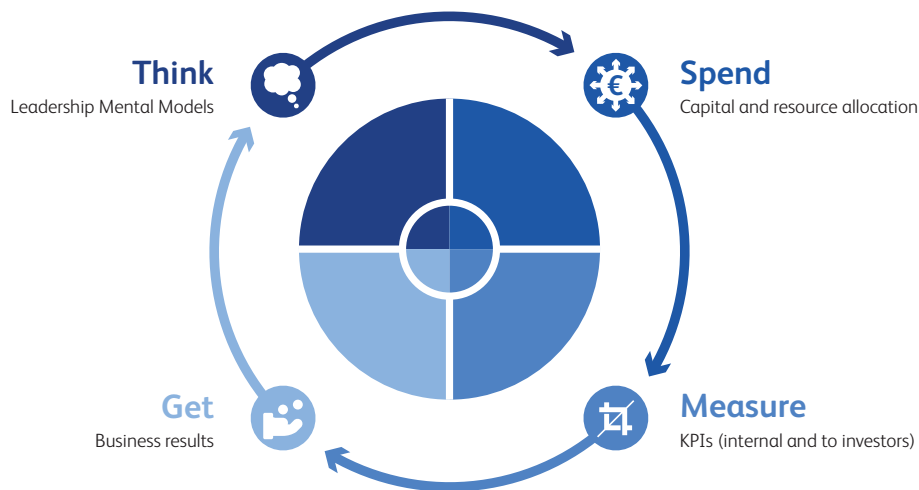 Think
Leadership Mental Models
Spend
Capital and resource allocation
€
Get
Business results
Measure
KPIs (internal and to investors)